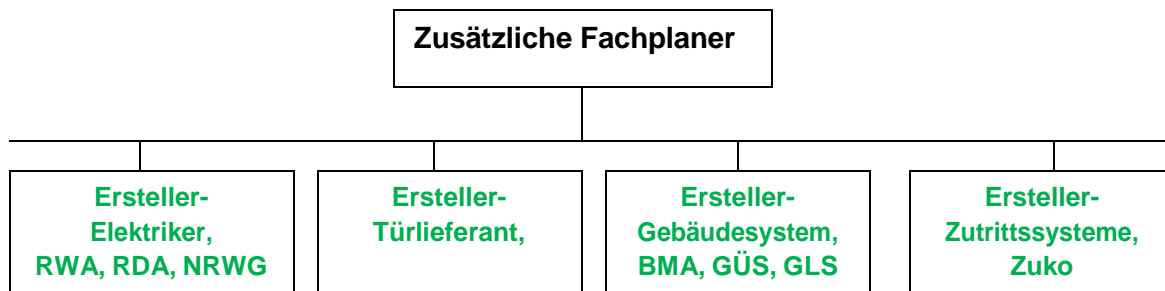 Zusätzliche Fachplaner
Ersteller-
Elektriker,
RWA, RDA, NRWG
Ersteller-
Türlieferant,
Ersteller-
Gebäudesystem,
BMA, GÜS, GLS
Ersteller-
Zutrittssysteme,
Zuko